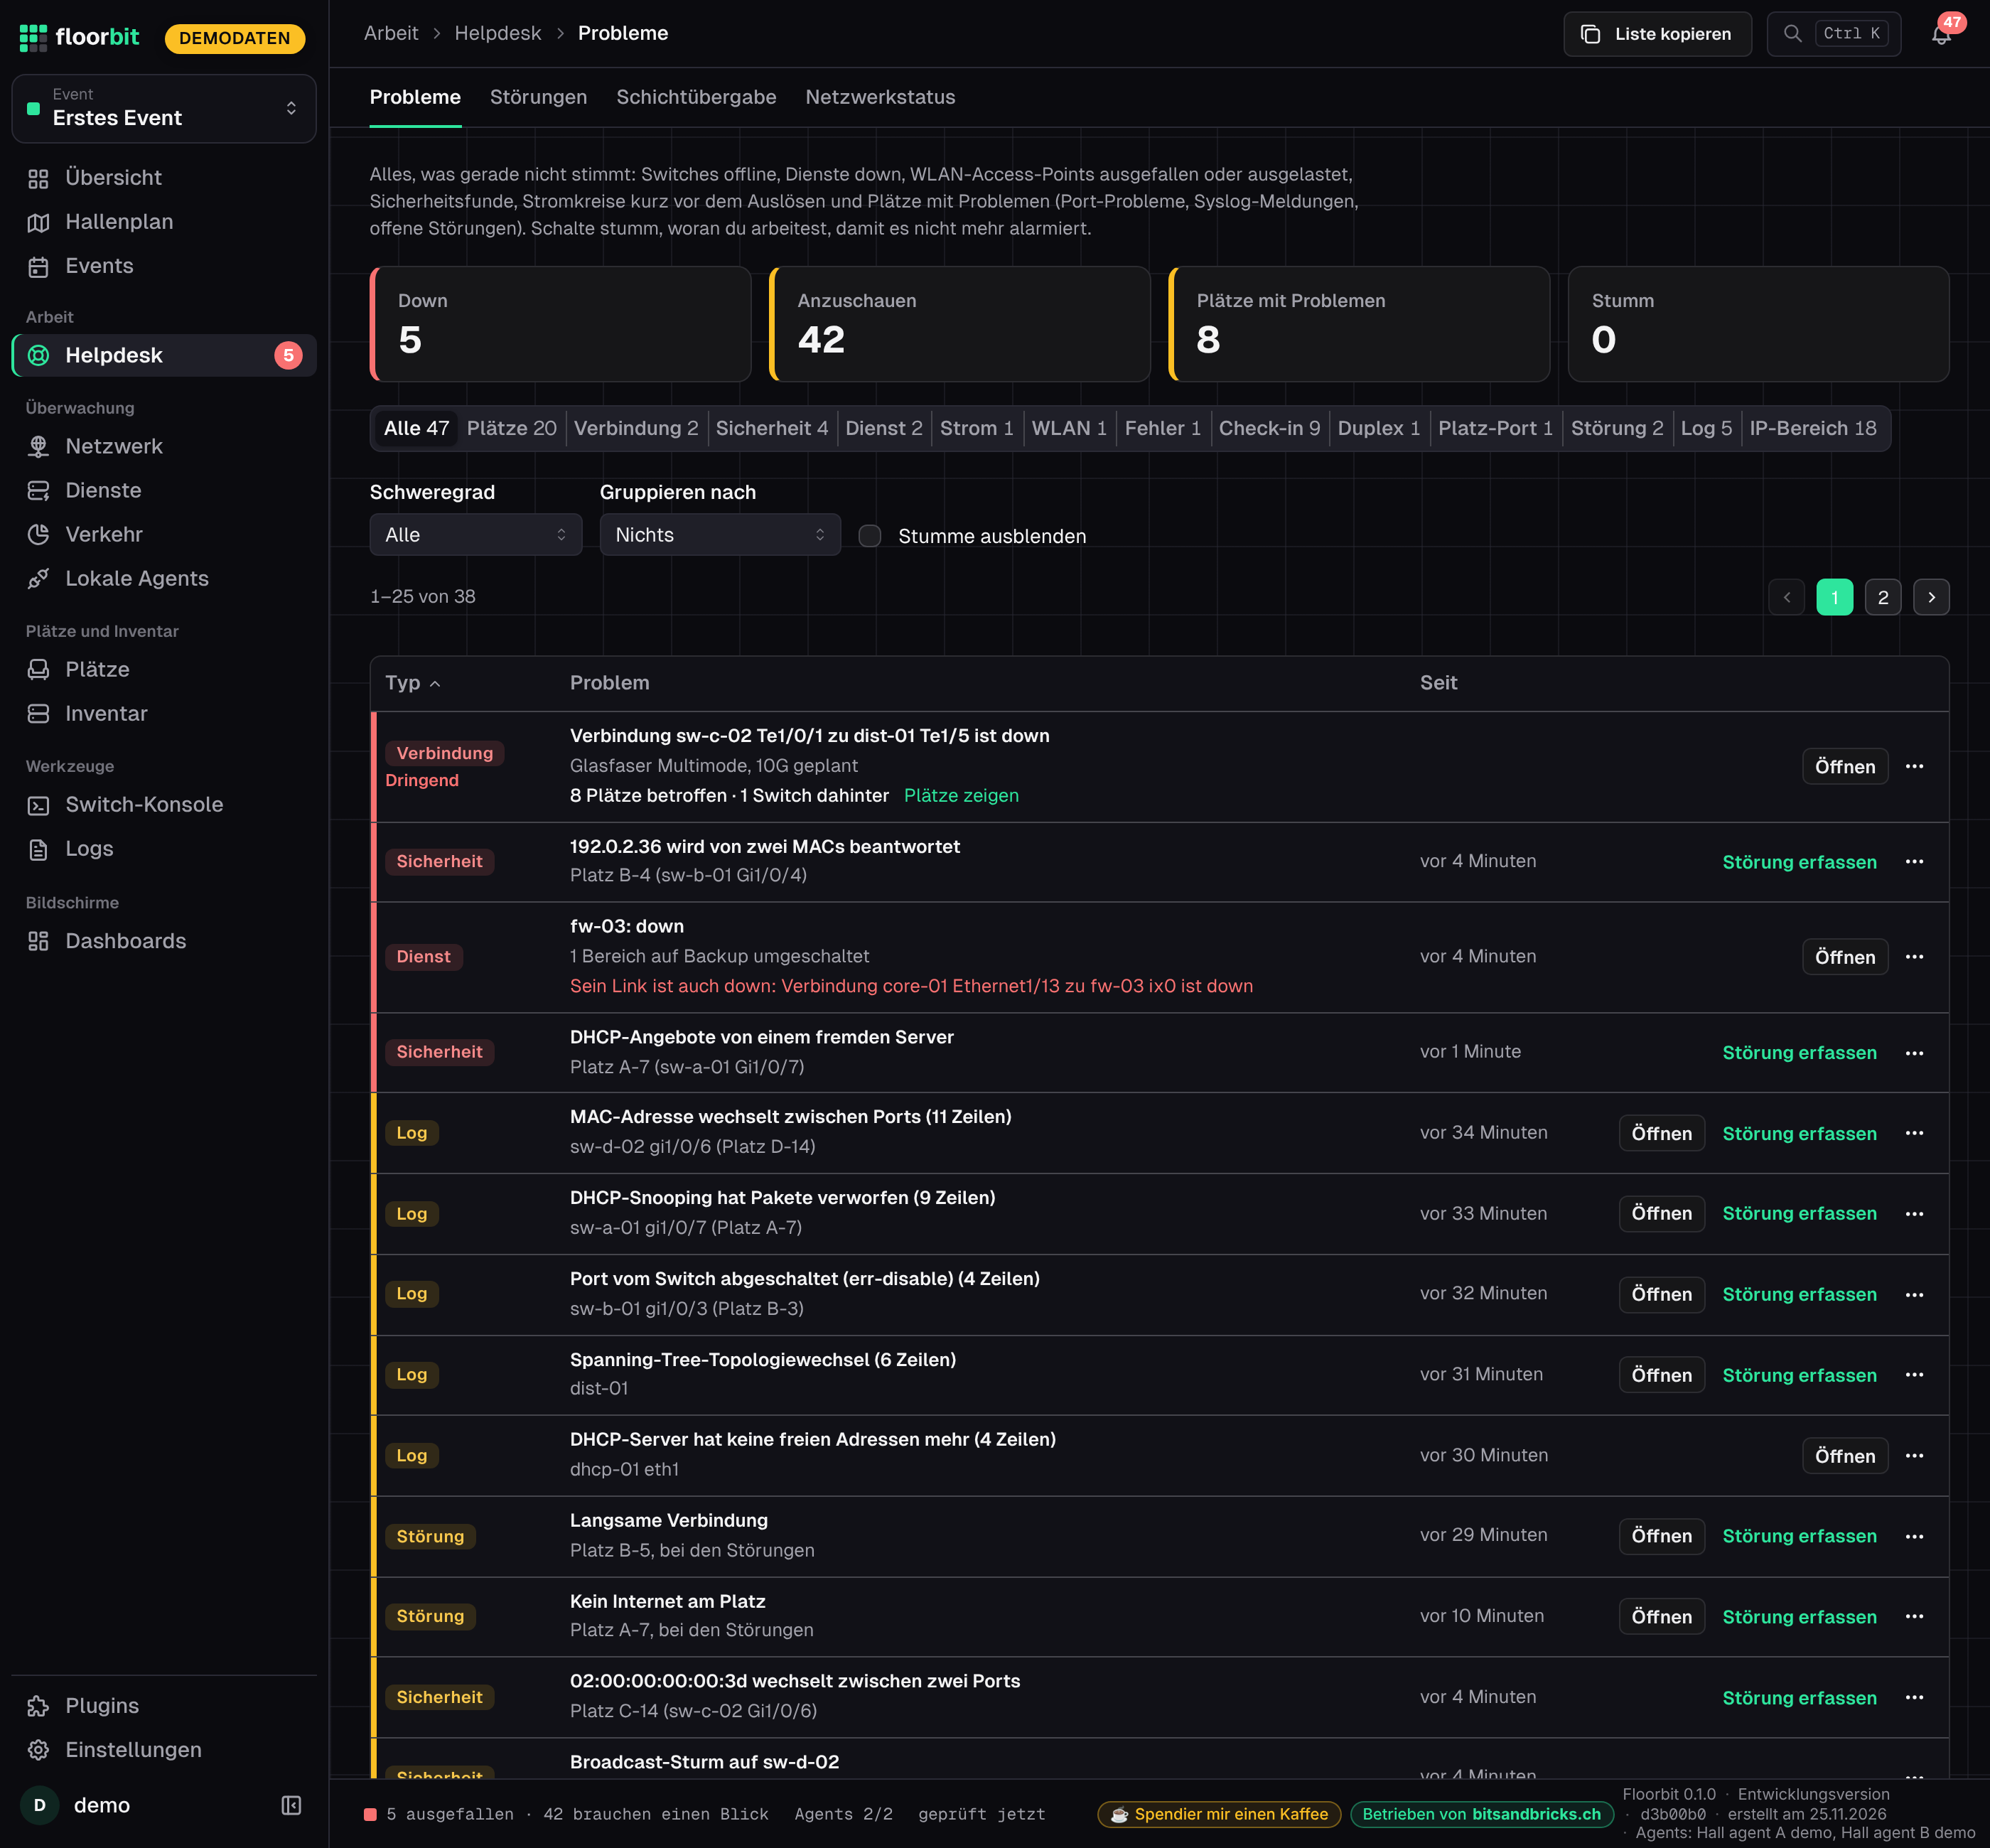 floorbit
DEMODATEN
Event
Erstes Event
Übersicht
Hallenplan
Events
Arbeit
Helpdesk
5
Überwachung
Netzwerk
Dienste
Verkehr
Lokale Agents
Plätze und Inventar
Plätze
Inventar
Werkzeuge
Switch-Konsole
Logs
Bildschirme
Dashboards
Plugins
Einstellungen
D
demo
Arbeit > Helpdesk > Probleme
Liste kopieren
Ctrl K
47
Probleme Störungen Schichtübergabe Netzwerkstatus
Alles, was gerade nicht stimmt: Switches offline, Dienste down, WLAN-Access-Points ausgefallen oder ausgelastet,
Sicherheitsfunde, Stromkreise kurz vor dem Auslösen und Plätze mit Problemen (Port-Probleme, Syslog-Meldungen,
offene Störungen). Schalte stumm, woran du arbeitest, damit es nicht mehr alarmiert.
Down
5
Anzuschauen
42
Plätze mit Problemen
8
Stumm
0
Alle 47 Plätze 20 Verbindung 2 Sicherheit 4 Dienst 2 Strom 1 WLAN 1 Fehler 1 Check-in 9 Duplex 1 Platz-Port 1 Störung 2 Log 5 IP-Bereich 18
Schweregrad
Alle
Gruppieren nach
Nichts
Stumme ausblenden
1–25 von 38
1 2
Typ Problem Seit
Verbindung
Dringend
Verbindung sw-c-02 Te1/0/1 zu dist-01 Te1/5 ist down
Glasfaser Multimode, 10G geplant
8 Plätze betroffen · 1 Switch dahinter Plätze zeigen
Öffnen
Sicherheit
192.0.2.36 wird von zwei MACs beantwortet
Platz B-4 (sw-b-01 Gi1/0/4)
vor 4 Minuten
Störung erfassen
Dienst
fw-03: down
1 Bereich auf Backup umgeschaltet
Sein Link ist auch down: Verbindung core-01 Ethernet1/13 zu fw-03 ix0 ist down
vor 4 Minuten
Öffnen
Sicherheit
DHCP-Angebote von einem fremden Server
Platz A-7 (sw-a-01 Gi1/0/7)
vor 1 Minute
Störung erfassen
Log
MAC-Adresse wechselt zwischen Ports (11 Zeilen)
sw-d-02 gi1/0/6 (Platz D-14)
vor 34 Minuten
Öffnen Störung erfassen
Log
DHCP-Snooping hat Pakete verworfen (9 Zeilen)
sw-a-01 gi1/0/7 (Platz A-7)
vor 33 Minuten
Öffnen Störung erfassen
Log
Port vom Switch abgeschaltet (err-disable) (4 Zeilen)
sw-b-01 gi1/0/3 (Platz B-3)
vor 32 Minuten
Öffnen Störung erfassen
Log
Spanning-Tree-Topologiewechsel (6 Zeilen)
dist-01
vor 31 Minuten
Öffnen Störung erfassen
Log
DHCP-Server hat keine freien Adressen mehr (4 Zeilen)
dhcp-01 eth1
vor 30 Minuten
Öffnen
Störung
Langsame Verbindung
Platz B-5, bei den Störungen
vor 29 Minuten
Öffnen Störung erfassen
Störung
Kein Internet am Platz
Platz A-7, bei den Störungen
vor 10 Minuten
Öffnen Störung erfassen
Sicherheit
02:00:00:00:00:3d wechselt zwischen zwei Ports
Platz C-14 (sw-c-02 Gi1/0/6)
vor 4 Minuten
Störung erfassen
Sicherheit
Broadcast-Sturm auf sw-d-02
vor 4 Minuten
5 ausgefallen · 42 brauchen einen Blick Agents 2/2 geprüft jetzt
Spendier mir einen Kaffee
Betrieben von bitsandbricks.ch
Floorbit 0.1.0 · Entwicklungsversion
· d3b00b0 · erstellt am 25.11.2026
· Agents: Hall agent A demo, Hall agent B demo